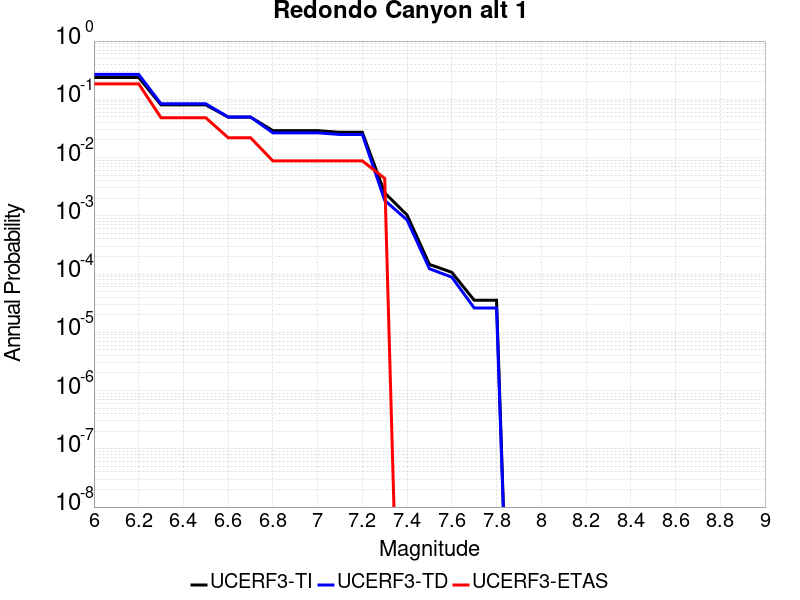 Redondo Canyon alt 1
10^0
10^-1
10^-2
10^-3
10^-4
10^-5
10^-6
10^-7
10^-8
Annual Probability
6 6.2 6.4 6.6 6.8 7 7.2 7.4 7.6 7.8 8 8.2 8.4 8.6 8.8 9
Magnitude
UCERF3-TI UCERF3-TD UCERF3-ETAS